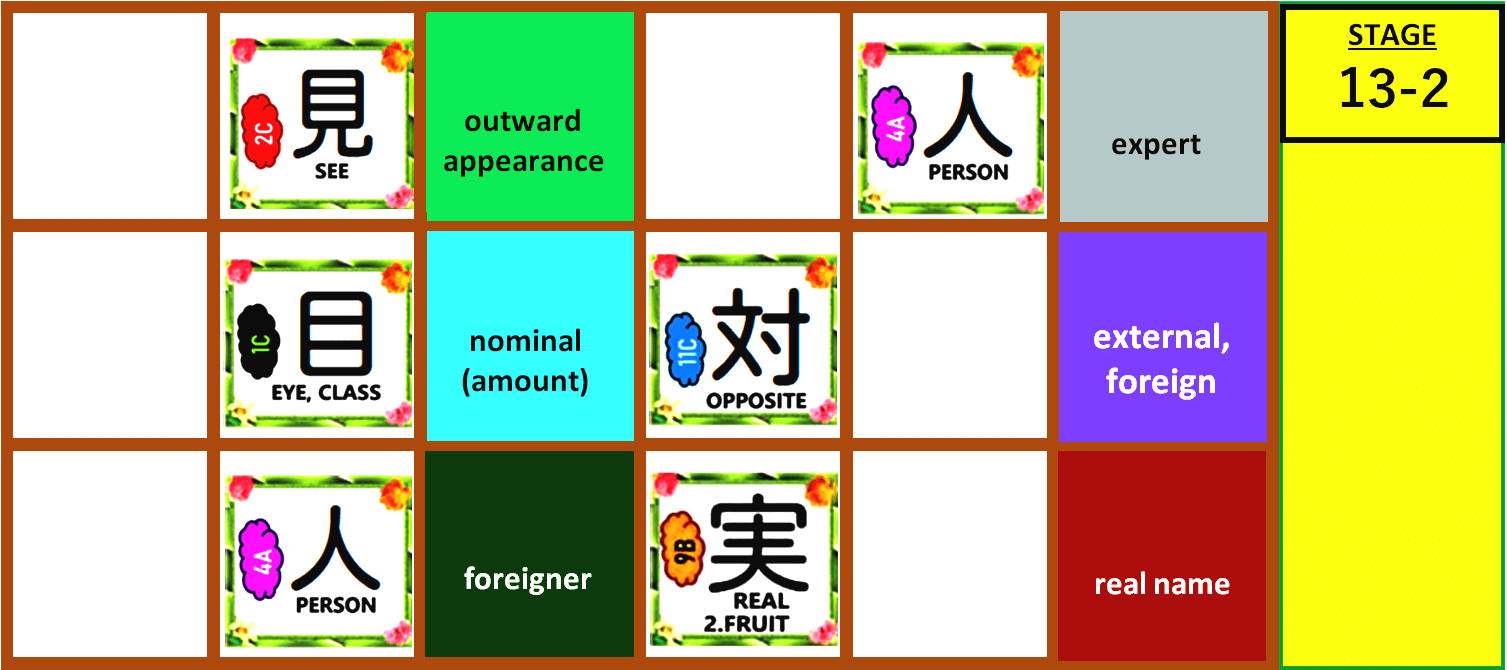 2C
見
SEE
outward
appearance
4A
人
PERSON
expert
STAGE
13-2
1C
目
EYE, CLASS
nominal
(amount)
11C
対
OPPOSITE
external,
foreign
4A
人
PERSON
foreigner
9B
実
REAL
2.FRUIT
real name